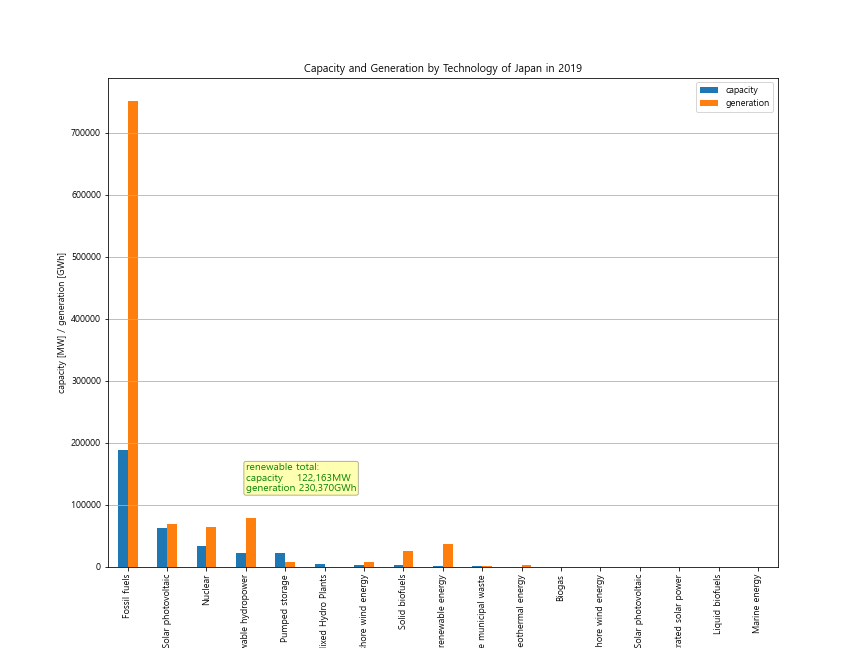 Capacity and Generation by Technology of Japan in 2019
capacity
generation
capacity [MW] / generation [GWh]
700000
600000
500000
400000
300000
200000
100000
0
renewable total:
capacity 122,163MW
generation 230,370GWh
Fossil fuels
Solar photovoltaic
Nuclear
wable hydropower
Pumped storage
lixed Hydro Plants
shore wind energy
Solid biofuels
renewable energy
e municipal waste
eothermal energy
Biogas
hore wind energy
Solar photovoltaic
trated solar power
Liquid biofuels
Marine energy